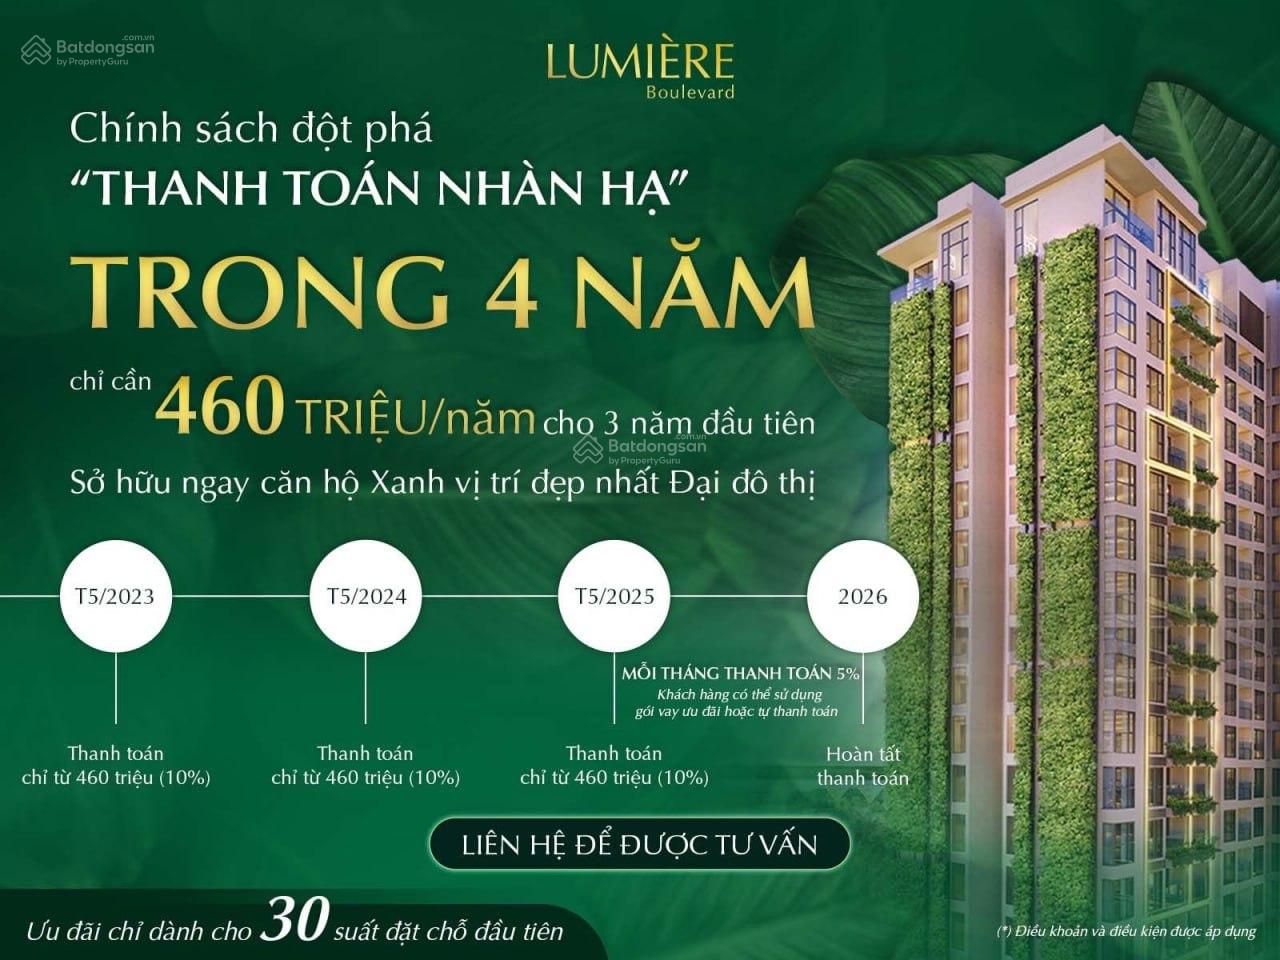 Batdongsan.com.vn
by PropertyGuru
LUMIÈRE
Boulevard
Chính sách đột phá
“THANH TOÁN NHÀN HẠ”
TRONG 4 NĂM
chỉ cần 460 TRIỆU/năm cho 3 năm đầu tiên
Batdongsan.com.vn
by PropertyGuru
Sở hữu ngay căn hộ Xanh vị trí đẹp nhất Đại đô thị
T5/2023 T5/2024 T5/2025 2026
MỖI THÁNG THANH TOÁN 5%
Khách hàng có thể sử dụng
gói vay ưu đãi hoặc tự thanh toán
Thanh toán
chỉ từ 460 triệu (10%)
Thanh toán
chỉ từ 460 triệu (10%)
Thanh toán
chỉ từ 460 triệu (10%)
Hoàn tất
thanh toán
LIÊN HỆ ĐỂ ĐƯỢC TƯ VẤN
Ưu đãi chỉ dành cho 30 suất đặt chỗ đầu tiên
(*) Điều khoản và điều kiện được áp dụng